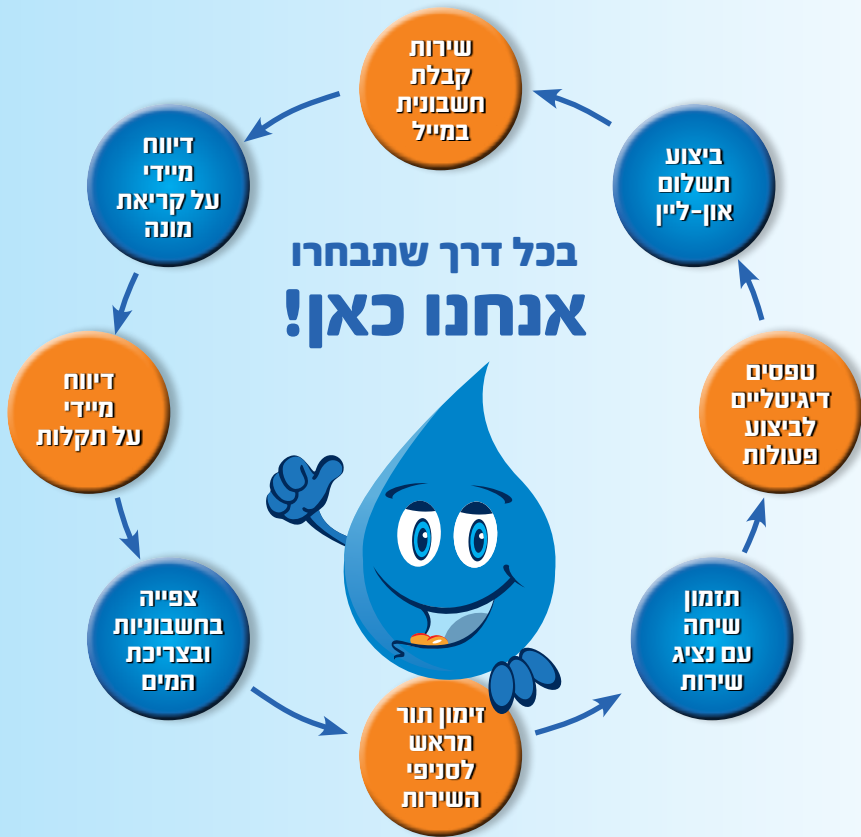 שירות
קבלת
חשבונית
במייל
דיווח
מיידי
על קריאת
מונה
דיווח
מיידי
על תקלות
צפייה
בחשבוניות
ובצריכת
המים
זימון תור
מראש
לסניפי
השירות
תזמון
שיחה
עם נציג
שירות
טפסים
דיגיטליים
לביצוע
פעולות
ביצוע
תשלום
און-ליין
בכל דרך שתבחרו
אנחנו כאן!